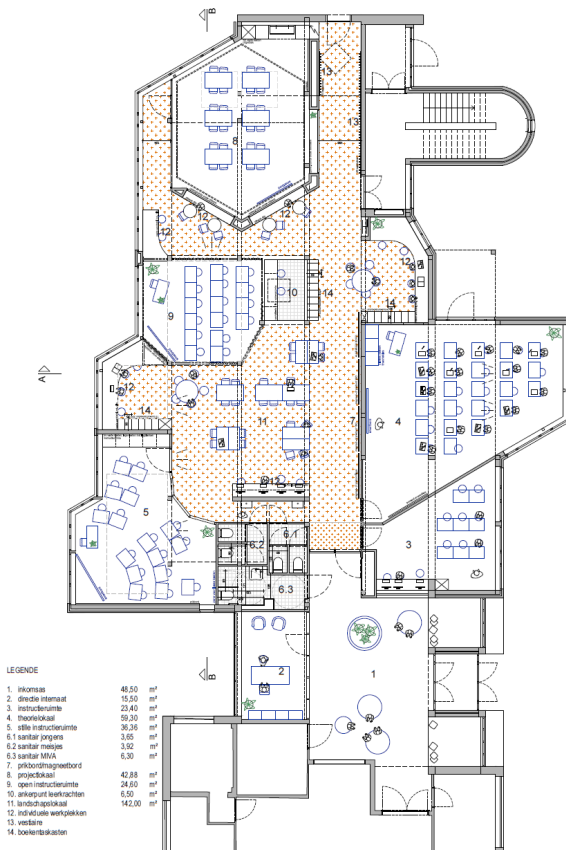 B
13
13
8
12
12
12
12
10
14
9
14
A
12
4
14
11
7
12
5
6.1
6.2
3
6.3
2
1
B
LEGENDE
1. inkomsas 48,50 m²
2. directie internaat 15,50 m²
3. instructieruimte 23,40 m²
4. theorielokaal 59,30 m²
5. stille instructieruimte 36,36 m²
6.1 sanitair jongens 3,65 m²
6.2 sanitair meisjes 3,92 m²
6.3 sanitair MIVA 6,30 m²
7. prikbord/magneetbord
8. projectlokaal 42,88 m²
9. open instructieruimte 24,60 m²
10. ankerpunt leerkrachten 6,50 m²
11. landschapslokaal 142,00 m²
12. individuele werkplekken
13. vestiaire
14. boekentaskasten